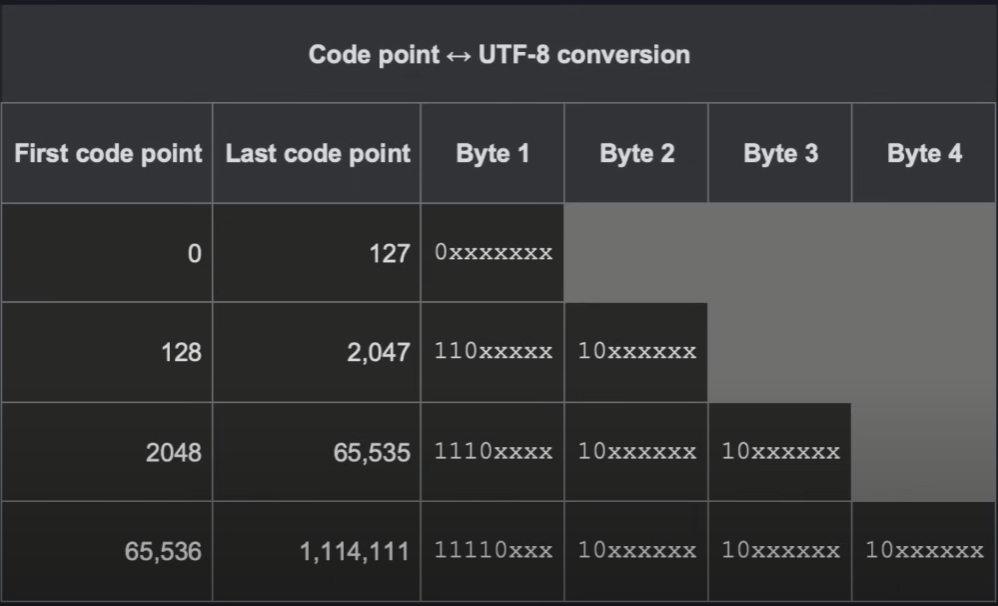 Code point ↔ UTF-8 conversion
First code point Last code point Byte 1 Byte 2 Byte 3 Byte 4
0 127 0xxxxxxx
128 2,047 110xxxxx 10xxxxxx
2048 65,535 1110xxxx 10xxxxxx 10xxxxxx
65,536 1,114,111 11110xxx 10xxxxxx 10xxxxxx 10xxxxxx